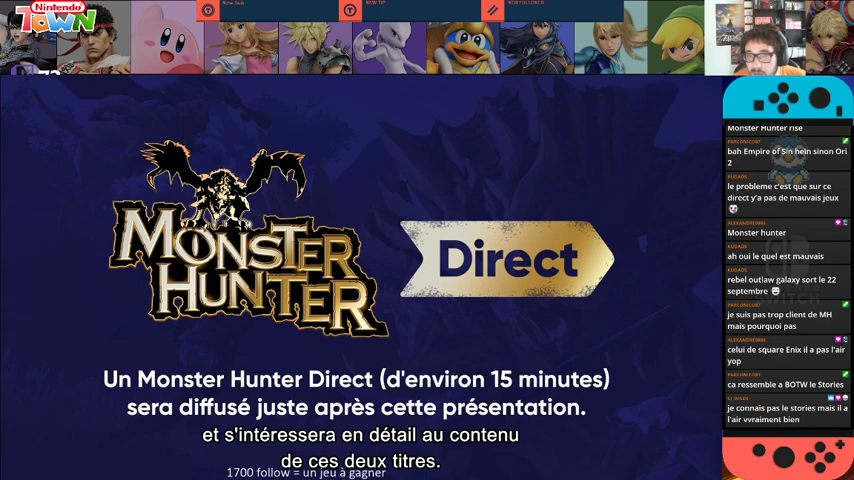 Nintendo
TOWN
New Sub
NEW TIP
NEW FOLLOWER
MONSTER
HUNTER
Direct
Un Monster Hunter Direct (d'environ 15 minutes)
sera diffusé juste après cette présentation.
et s'intéressera en détail au contenu
de ces deux titres.
1700 follow = un jeu à gagner
Monster Hunter rise
bah Empire of Sin hein sinon Ori
2
KUDAOS
le probleme c'est que sur ce
direct y'a pas de mauvais jeux
Monster hunter
KUDAOS
ah oui le quel est mauvais
KUDAOS
rebel outlaw galaxy sort le 22
septembre
je suis pas trop client de MH
mais pourquoi pas
celui de square Enix il a pas l'air
yop
ca ressemble a BOTW le Stories
je connais pas le stories mais il a
l'air vvraiment bien